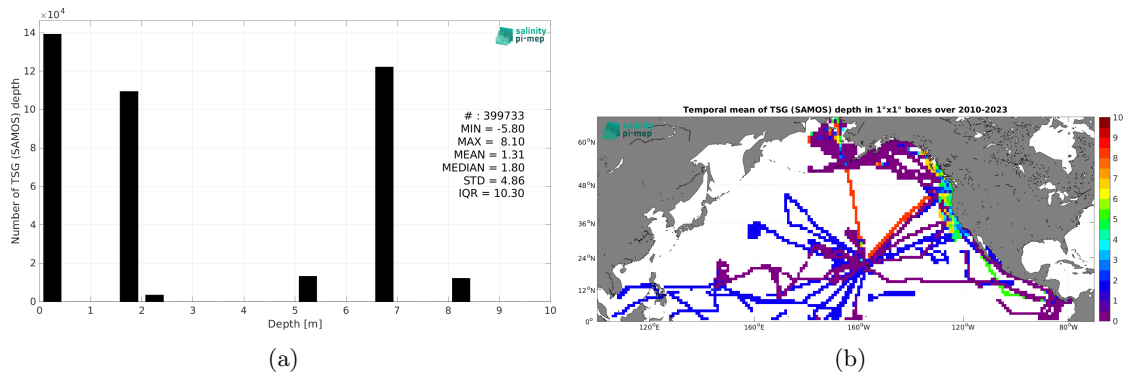 ×10⁴
14
12
10
8
6
4
2
0
Number of TSG (SAMOS) depth
salinity
pi-mep
# : 399733
MIN = -5.80
MAX = 8.10
MEAN = 1.31
MEDIAN = 1.80
STD = 4.86
IQR = 10.30
0 1 2 3 4 5 6 7 8 9 10
Depth [m]
(a)
Temporal mean of TSG (SAMOS) depth in 1°x1° boxes over 2010-2023
salinity
pi-mep
60°N
48°N
36°N
24°N
12°N
0°
120°E 160°E 160°W 120°W 80°W
10
9
8
7
6
5
4
3
2
1
0
(b)